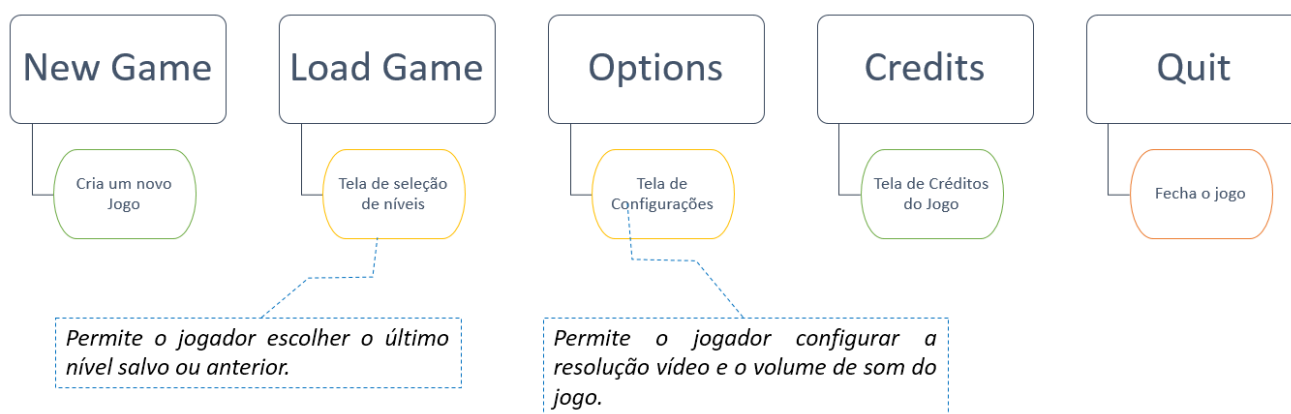 New Game
Load Game
Options
Credits
Quit
Cria um novo
Jogo
Tela de seleção
de níveis
Tela de
Configurações
Tela de Créditos
do Jogo
Fecha o jogo
Permite o jogador escolher o último
nível salvo ou anterior.
Permite o jogador configurar a
resolução vídeo e o volume de som do
jogo.